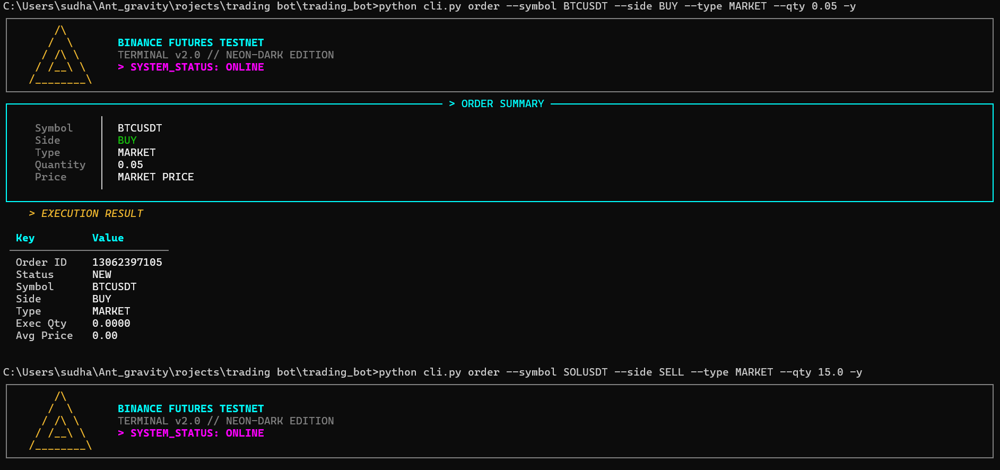 C:\Users\sudha\Ant_gravity\rojects\trading bot\trading_bot>python cli.py order --symbol BTCUSDT --side BUY --type MARKET --qty 0.05 -y
/\
/  \
/ /\ \
/ /__\ \
/________\
BINANCE FUTURES TESTNET
TERMINAL v2.0 // NEON-DARK EDITION
> SYSTEM_STATUS: ONLINE
> ORDER SUMMARY
Symbol BTCUSDT
Side BUY
Type MARKET
Quantity 0.05
Price MARKET PRICE
> EXECUTION RESULT
Key Value
Order ID 13062397105
Status NEW
Symbol BTCUSDT
Side BUY
Type MARKET
Exec Qty 0.0000
Avg Price 0.00
C:\Users\sudha\Ant_gravity\rojects\trading bot\trading_bot>python cli.py order --symbol SOLUSDT --side SELL --type MARKET --qty 15.0 -y
/\
/  \
/ /\ \
/ /__\ \
/________\
BINANCE FUTURES TESTNET
TERMINAL v2.0 // NEON-DARK EDITION
> SYSTEM_STATUS: ONLINE